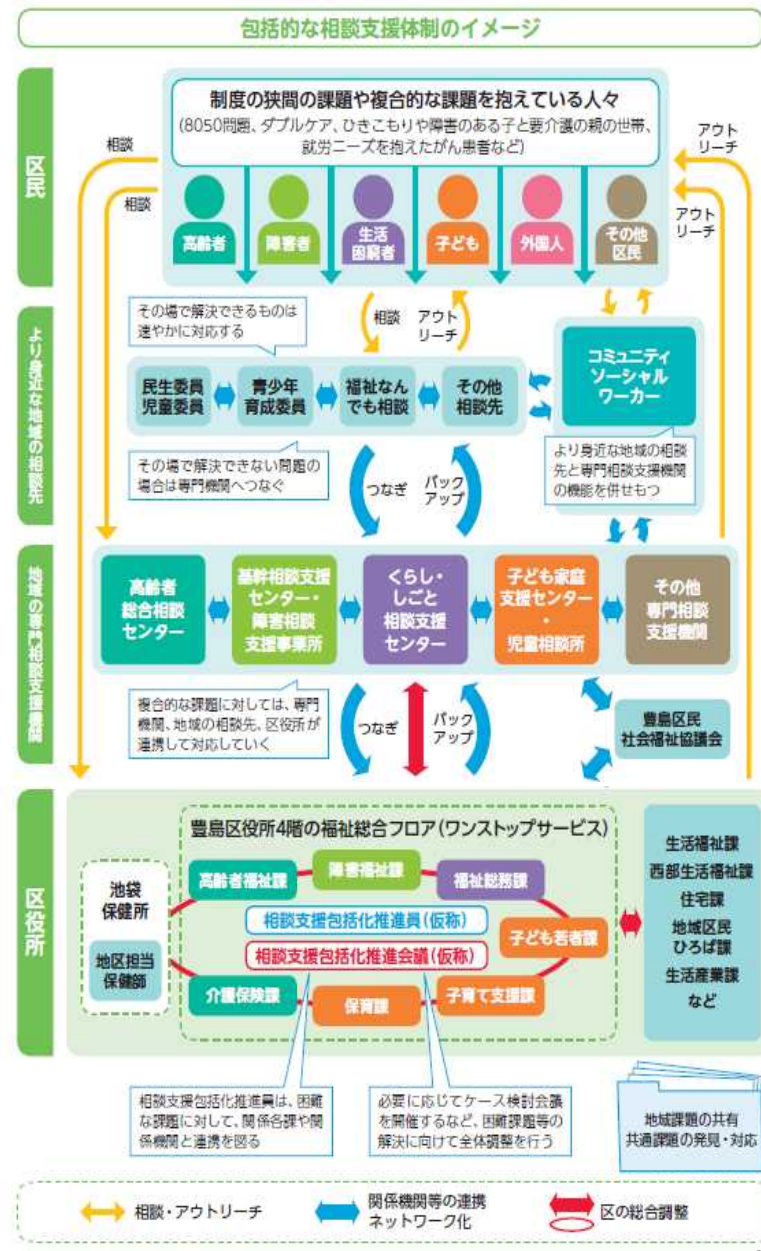 包括的な相談支援体制のイメージ
区民
制度の狭間の課題や複合的な課題を抱えている人々
(8050問題、ダブルケア、ひきこもりや障害のある子と要介護の親の世帯、
就労ニーズを抱えたがん患者など)
相談
相談
アウト
リーチ
アウト
リーチ
高齢者
障害者
生活
困窮者
子ども
外国人
その他
区民
より身近な地域の相談先
その場で解決できるものは
速やかに対応する
相談
アウト
リーチ
コミュニティ
ソーシャル
ワーカー
民生委員
児童委員
青少年
育成委員
福祉なん
でも相談
その他
相談先
その場で解決できない問題の
場合は専門機関へつなぐ
つなぎ
バック
アップ
より身近な地域の相談
先と専門相談支援機関
の機能を併せもつ
地域の専門相談支援機関
高齢者
総合相談
センター
基幹相談支援
センター・
障害相談
支援事業所
くらし・
しごと
相談支援
センター
子ども家庭
支援センター
・
児童相談所
その他
専門相談
支援機関
複合的な課題に対しては、専門
機関、地域の相談先、区役所が
連携して対応していく
つなぎ
バック
アップ
豊島区民
社会福祉協議会
区役所
豊島区役所4階の福祉総合フロア(ワンストップサービス)
池袋
保健所
地区担当
保健師
高齢者福祉課
障害福祉課
福祉総務課
相談支援包括化推進員(仮称)
相談支援包括化推進会議(仮称)
子ども若者課
介護保険課
保育課
子育て支援課
生活福祉課
西部生活福祉課
住宅課
地域区民
ひろば課
生活産業課
など
相談支援包括化推進員は、困難
な課題に対して、関係各課や関
係機関と連携を図る
必要に応じてケース検討会議
を開催するなど、困難課題等の
解決に向けて全体調整を行う
地域課題の共有
共通課題の発見・対応
相談・アウトリーチ
関係機関等の連携
ネットワーク化
区の総合調整